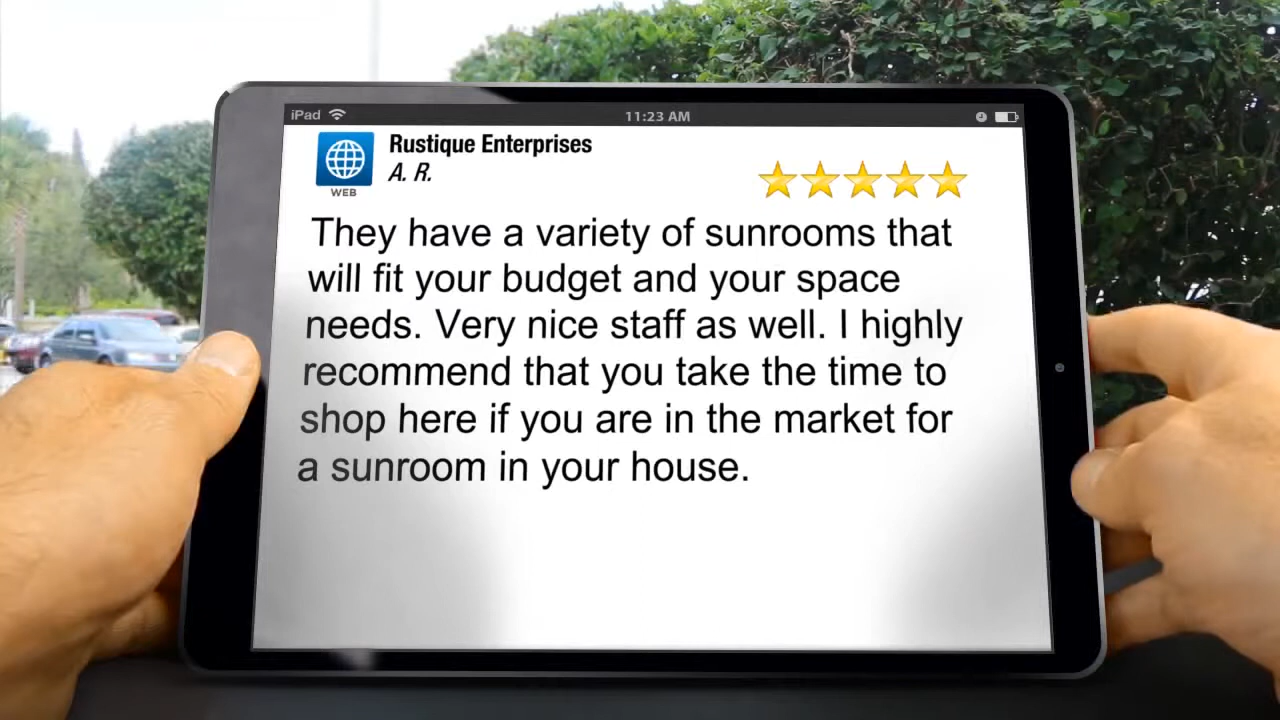 iPad 11:23 AM
Rustique Enterprises
A. R.
WEB
They have a variety of sunrooms that
will fit your budget and your space
needs. Very nice staff as well. I highly
recommend that you take the time to
shop here if you are in the market for
a sunroom in your house.